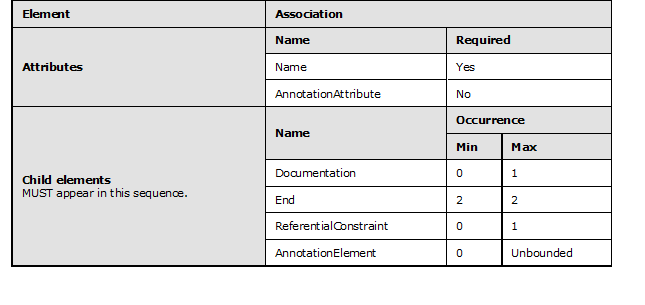 Element Association
Attributes
Name Required
Name Yes
AnnotationAttribute No
Child elements
MUST appear in this sequence.
Name
Occurrence
Min Max
Documentation 0 1
End 2 2
ReferentialConstraint 0 1
AnnotationElement 0 Unbounded